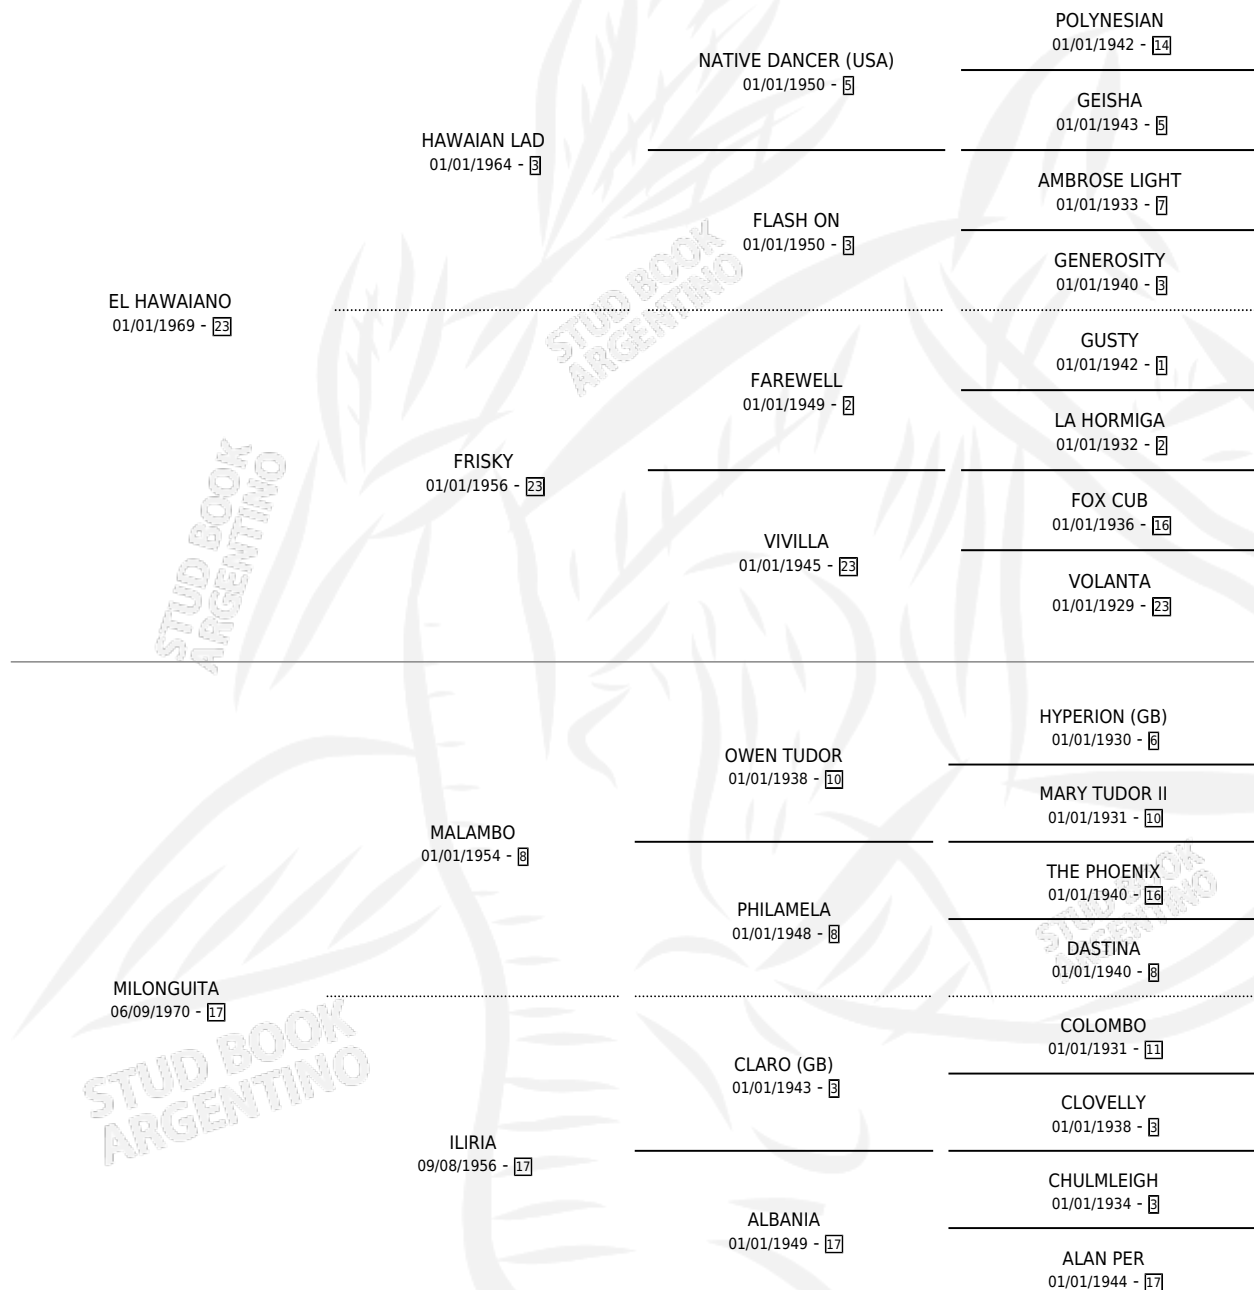 POLYNESIAN
01/01/1942 - 14
NATIVE DANCER (USA)
01/01/1950 - 5
GEISHA
01/01/1943 - 5
HAWAIAN LAD
01/01/1964 - 3
AMBROSE LIGHT
01/01/1933 - 7
FLASH ON
01/01/1950 - 3
GENEROSITY
01/01/1940 - 3
EL HAWAIANO
01/01/1969 - 23
GUSTY
01/01/1942 - 1
FAREWELL
01/01/1949 - 2
LA HORMIGA
01/01/1932 - 2
FRISKY
01/01/1956 - 23
FOX CUB
01/01/1936 - 16
VIVILLA
01/01/1945 - 23
VOLANTA
01/01/1929 - 23
HYPERION (GB)
01/01/1930 - 6
OWEN TUDOR
01/01/1938 - 10
MARY TUDOR II
01/01/1931 - 10
MALAMBO
01/01/1954 - 8
THE PHOENIX
01/01/1940 - 16
PHILAMELA
01/01/1948 - 8
DASTINA
01/01/1940 - 8
MILONGUITA
06/09/1970 - 17
COLOMBO
01/01/1931 - 11
CLARO (GB)
01/01/1943 - 3
CLOVELLY
01/01/1938 - 3
ILIRIA
09/08/1956 - 17
CHULMLEIGH
01/01/1934 - 3
ALBANIA
01/01/1949 - 17
ALAN PER
01/01/1944 - 17
STUD BOOK
ARGENTINO
STUD BOOK
ARGENTINO
STUD BOOK
ARGENTINO
STUD BOOK
ARGENTINO